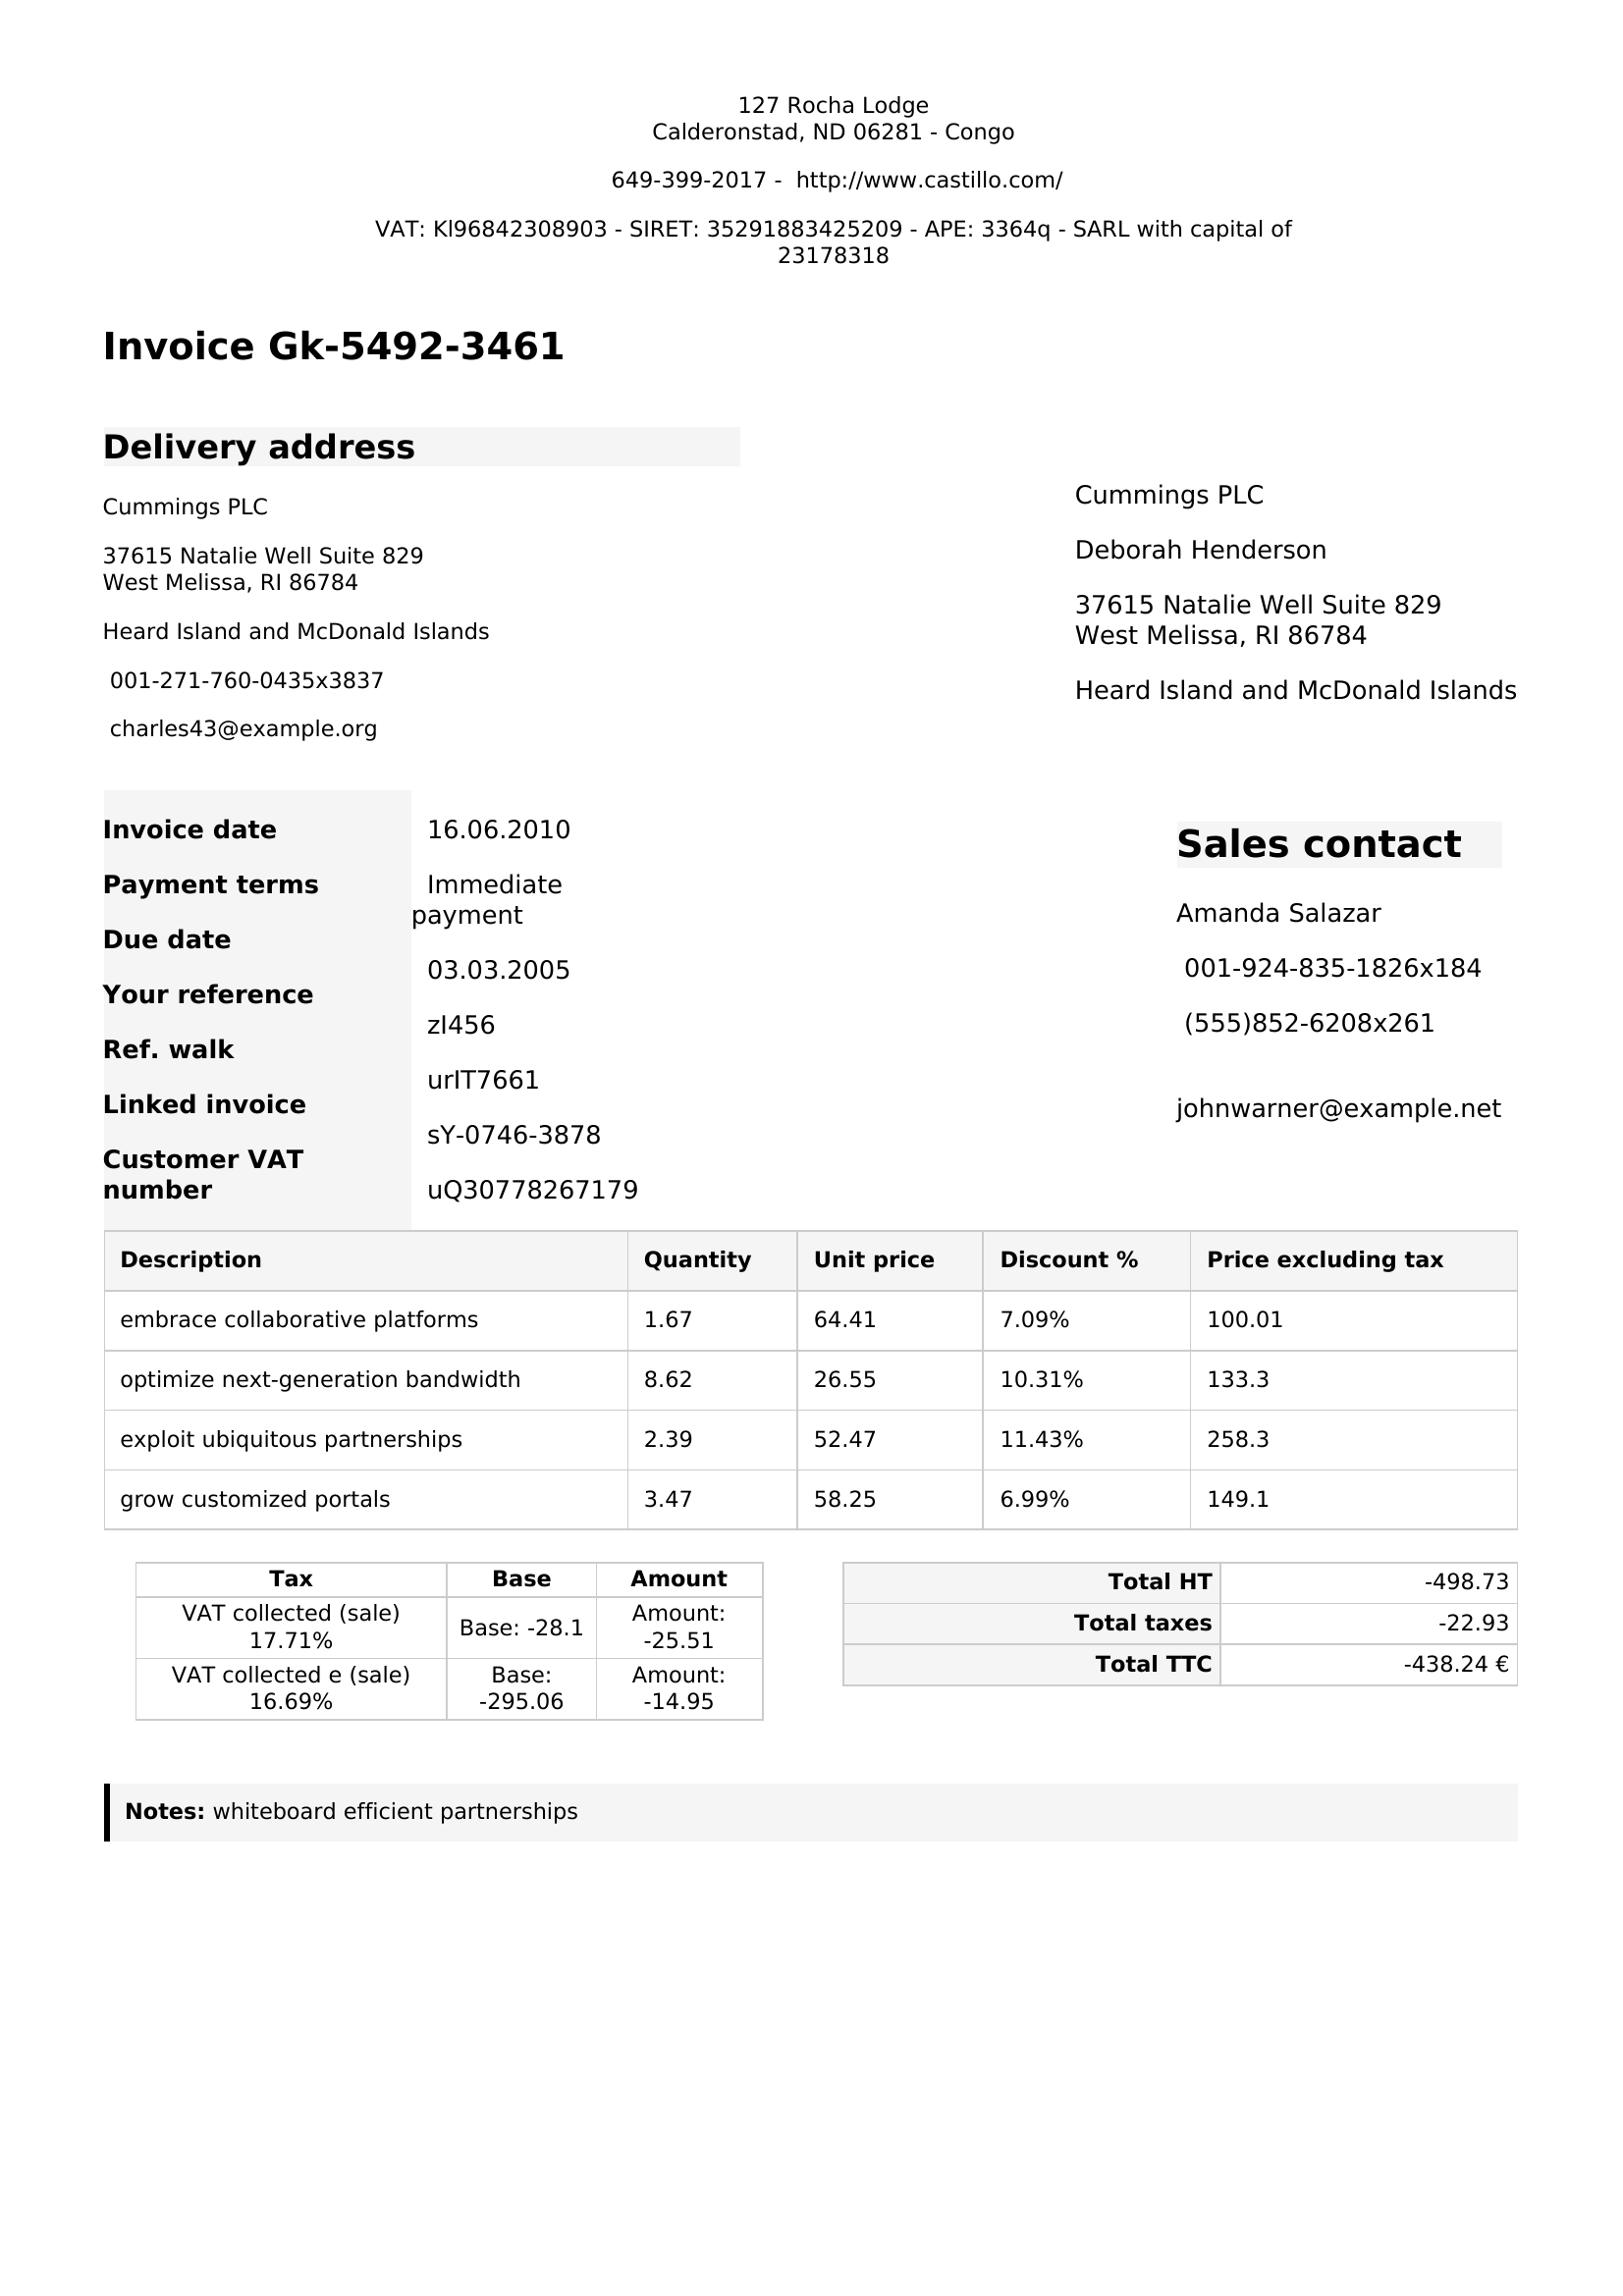 127 Rocha Lodge
Calderonstad, ND 06281 - Congo
649-399-2017 - http://www.castillo.com/
VAT: Kl96842308903 - SIRET: 35291883425209 - APE: 3364q - SARL with capital of
23178318
Invoice Gk-5492-3461
Delivery address
Cummings PLC
37615 Natalie Well Suite 829
West Melissa, RI 86784
Heard Island and McDonald Islands
001-271-760-0435x3837
charles43@example.org
Cummings PLC
Deborah Henderson
37615 Natalie Well Suite 829
West Melissa, RI 86784
Heard Island and McDonald Islands
Invoice date
Payment terms
Due date
Your reference
Ref. walk
Linked invoice
Customer VAT
number
16.06.2010
Immediate
payment
03.03.2005
zI456
urIT7661
sY-0746-3878
uQ30778267179
Sales contact
Amanda Salazar
001-924-835-1826x184
(555)852-6208x261
johnwarner@example.net
Description Quantity Unit price Discount % Price excluding tax
embrace collaborative platforms 1.67 64.41 7.09% 100.01
optimize next-generation bandwidth 8.62 26.55 10.31% 133.3
exploit ubiquitous partnerships 2.39 52.47 11.43% 258.3
grow customized portals 3.47 58.25 6.99% 149.1
Tax Base Amount
VAT collected (sale)
17.71%
Base: -28.1
Amount:
-25.51
VAT collected e (sale)
16.69%
Base:
-295.06
Amount:
-14.95
Total HT -498.73
Total taxes -22.93
Total TTC -438.24 €
Notes: whiteboard efficient partnerships